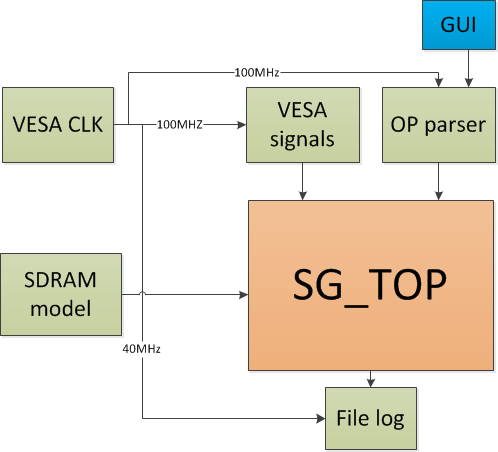 GUI
100MHz
VESA CLK
100MHZ
VESA
signals
OP parser
SDRAM
model
SG_TOP
40MHz
File log